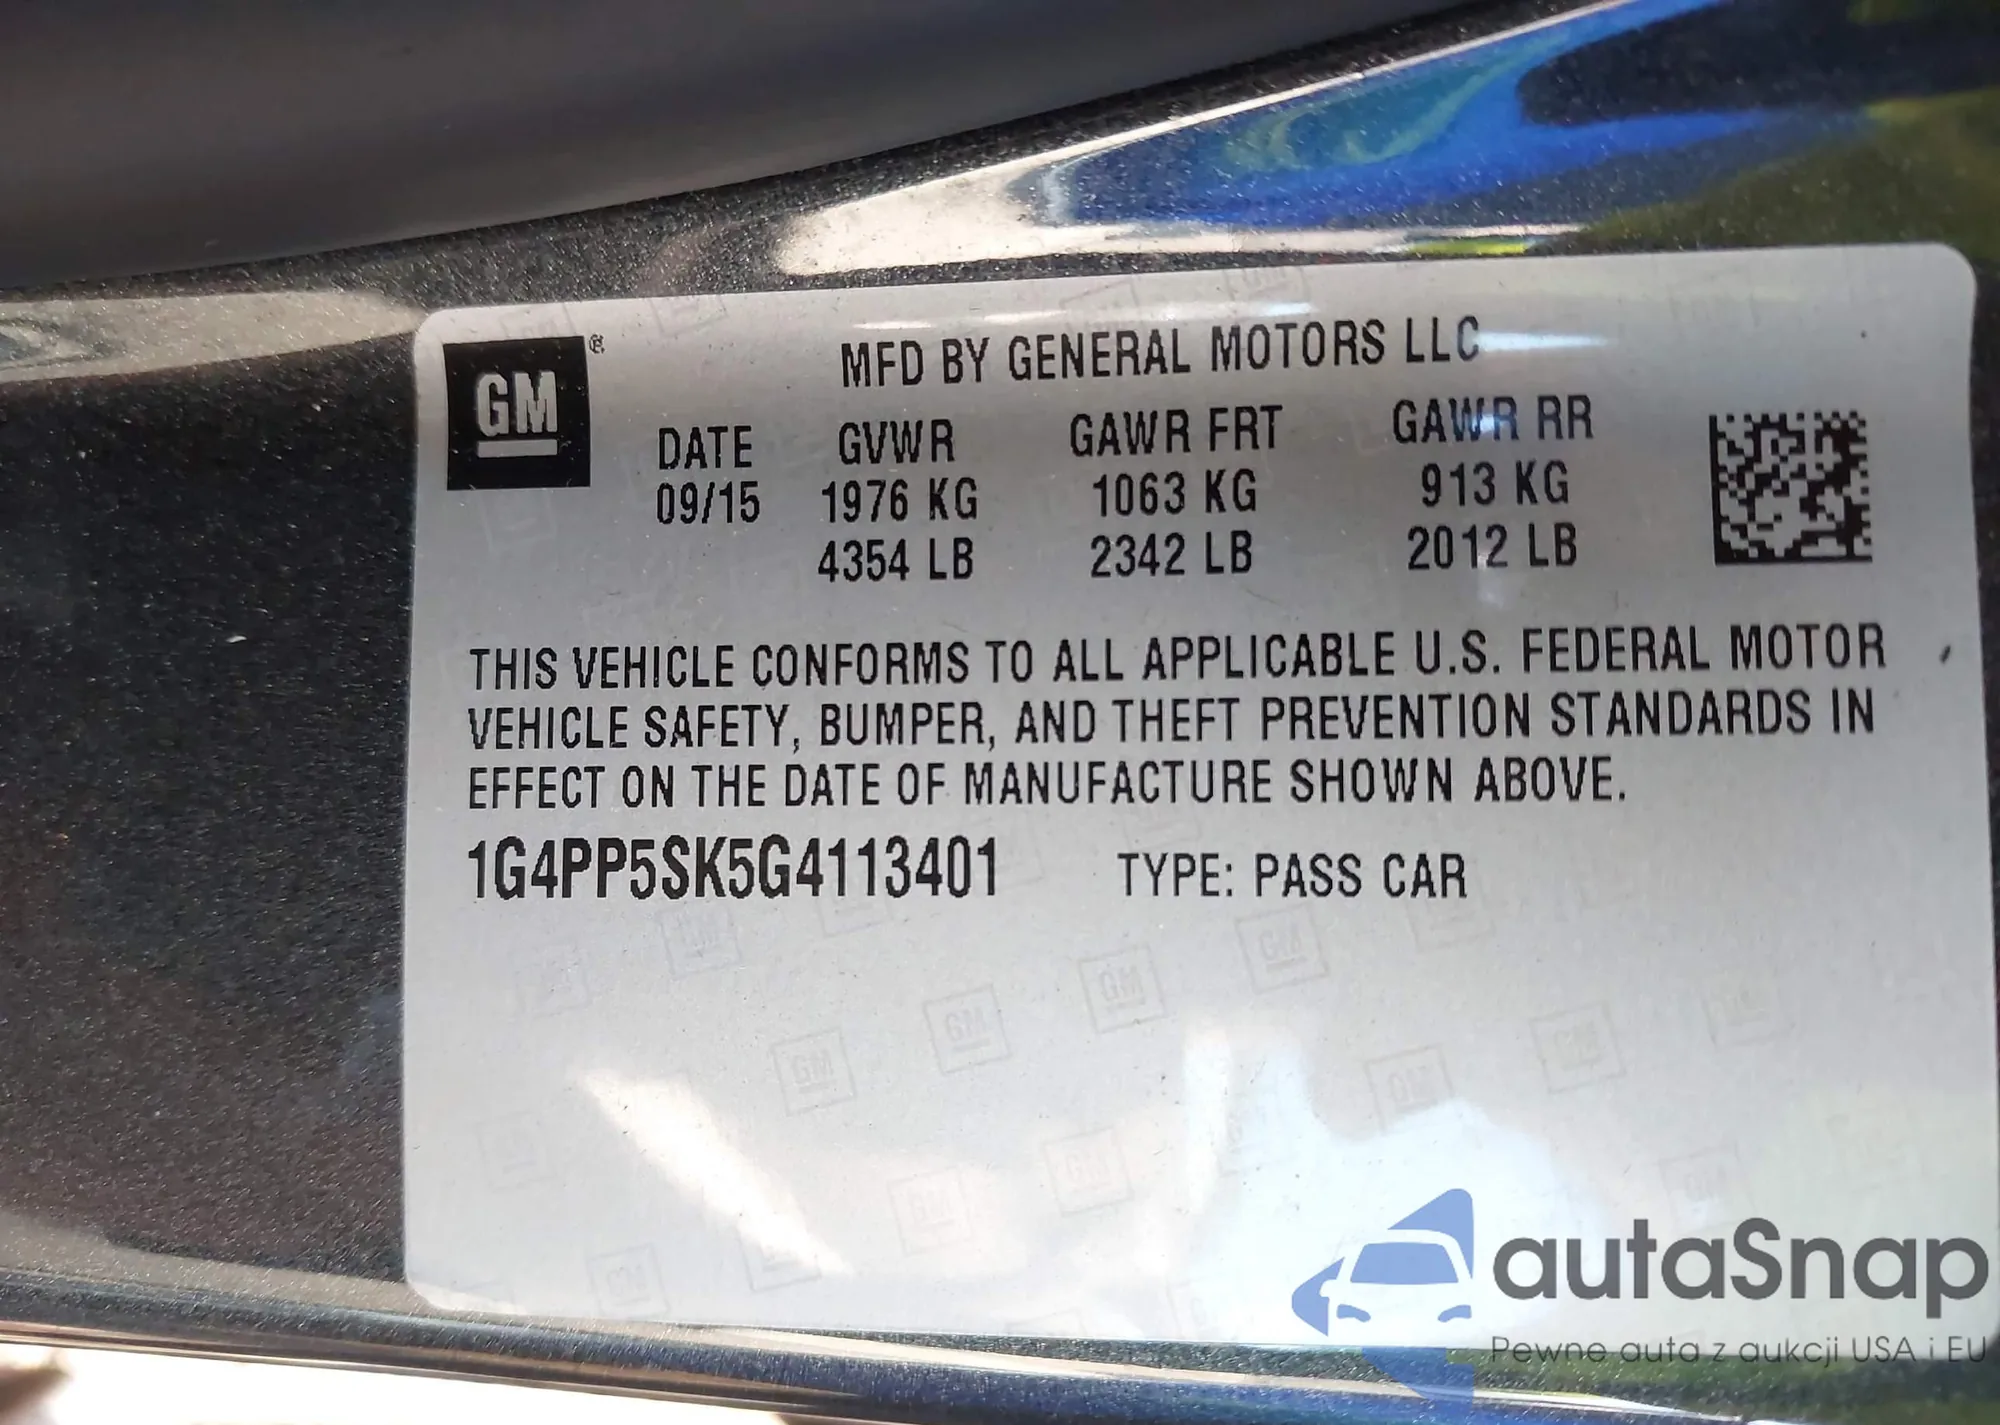 GM ®
MFD BY GENERAL MOTORS LLC
DATE GVWR GAWR FRT GAWR RR
09/15 1976 KG 1063 KG 913 KG
4354 LB 2342 LB 2012 LB
THIS VEHICLE CONFORMS TO ALL APPLICABLE U.S. FEDERAL MOTOR
VEHICLE SAFETY, BUMPER, AND THEFT PREVENTION STANDARDS IN
EFFECT ON THE DATE OF MANUFACTURE SHOWN ABOVE.
1G4PP5SK5G4113401 TYPE: PASS CAR
autaSnap
Pewne auta z aukcji USA i EU